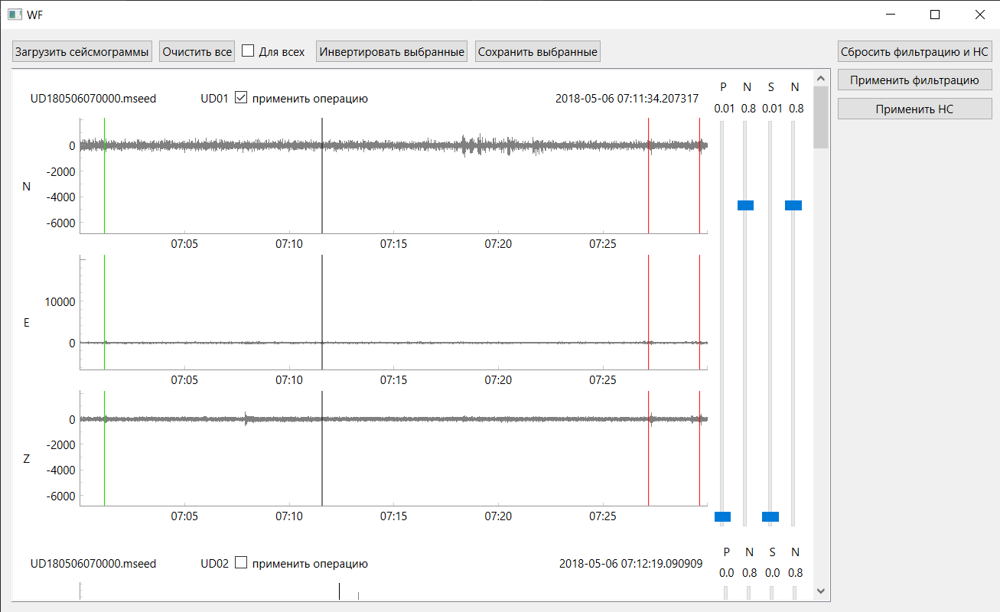 WF
Загрузить сейсмограммы Очистить все Для всех Инвертировать выбранные Сохранить выбранные Сбросить фильтрацию и НС
Применить фильтрацию
Применить НС
UD180506070000.mseed UD01 применить операцию 2018-05-06 07:11:34.207317
P N S N
0.01 0.8 0.01 0.8
N
0
-2000
-4000
-6000
07:05 07:10 07:15 07:20 07:25
E
10000
0
07:05 07:10 07:15 07:20 07:25
Z
0
-2000
-4000
-6000
07:05 07:10 07:15 07:20 07:25
UD180506070000.mseed UD02 применить операцию 2018-05-06 07:12:19.090909
P N S N
0.0 0.8 0.0 0.8